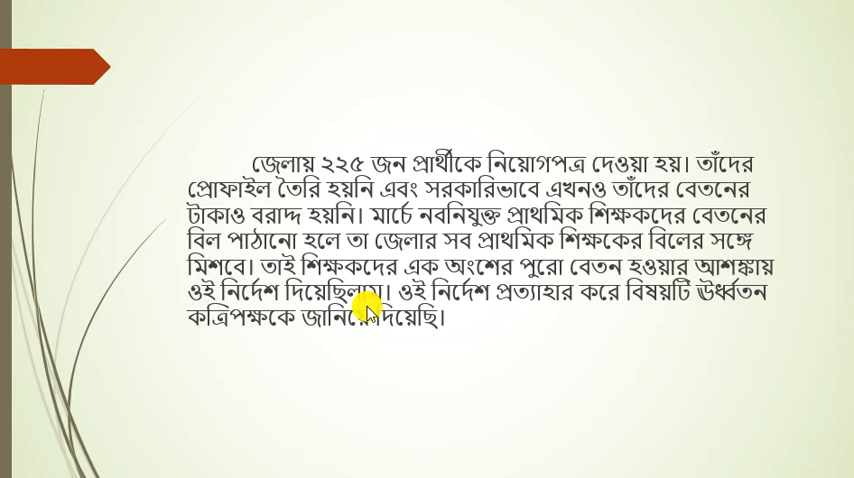 জেলায় ২২৫ জন প্রার্থীকে নিয়োগপত্র দেওয়া হয়। তাঁদের
প্রোফাইল তৈরি হয়নি এবং সরকারিভাবে এখনও তাঁদের বেতনের
টাকাও বরাদ্দ হয়নি। মার্চে নবনিযুক্ত প্রাথমিক শিক্ষকদের বেতনের
বিল পাঠানো হলে তা জেলার সব প্রাথমিক শিক্ষকের বিলের সঙ্গে
মিশবে। তাই শিক্ষকদের এক অংশের পুরো বেতন হওয়ার আশঙ্কায়
ওই নির্দেশ দিয়েছিলাম। ওই নির্দেশ প্রত্যাহার করে বিষয়টি ঊর্ধ্বতন
কত্রিপক্ষকে জানিয়ে দিয়েছি।